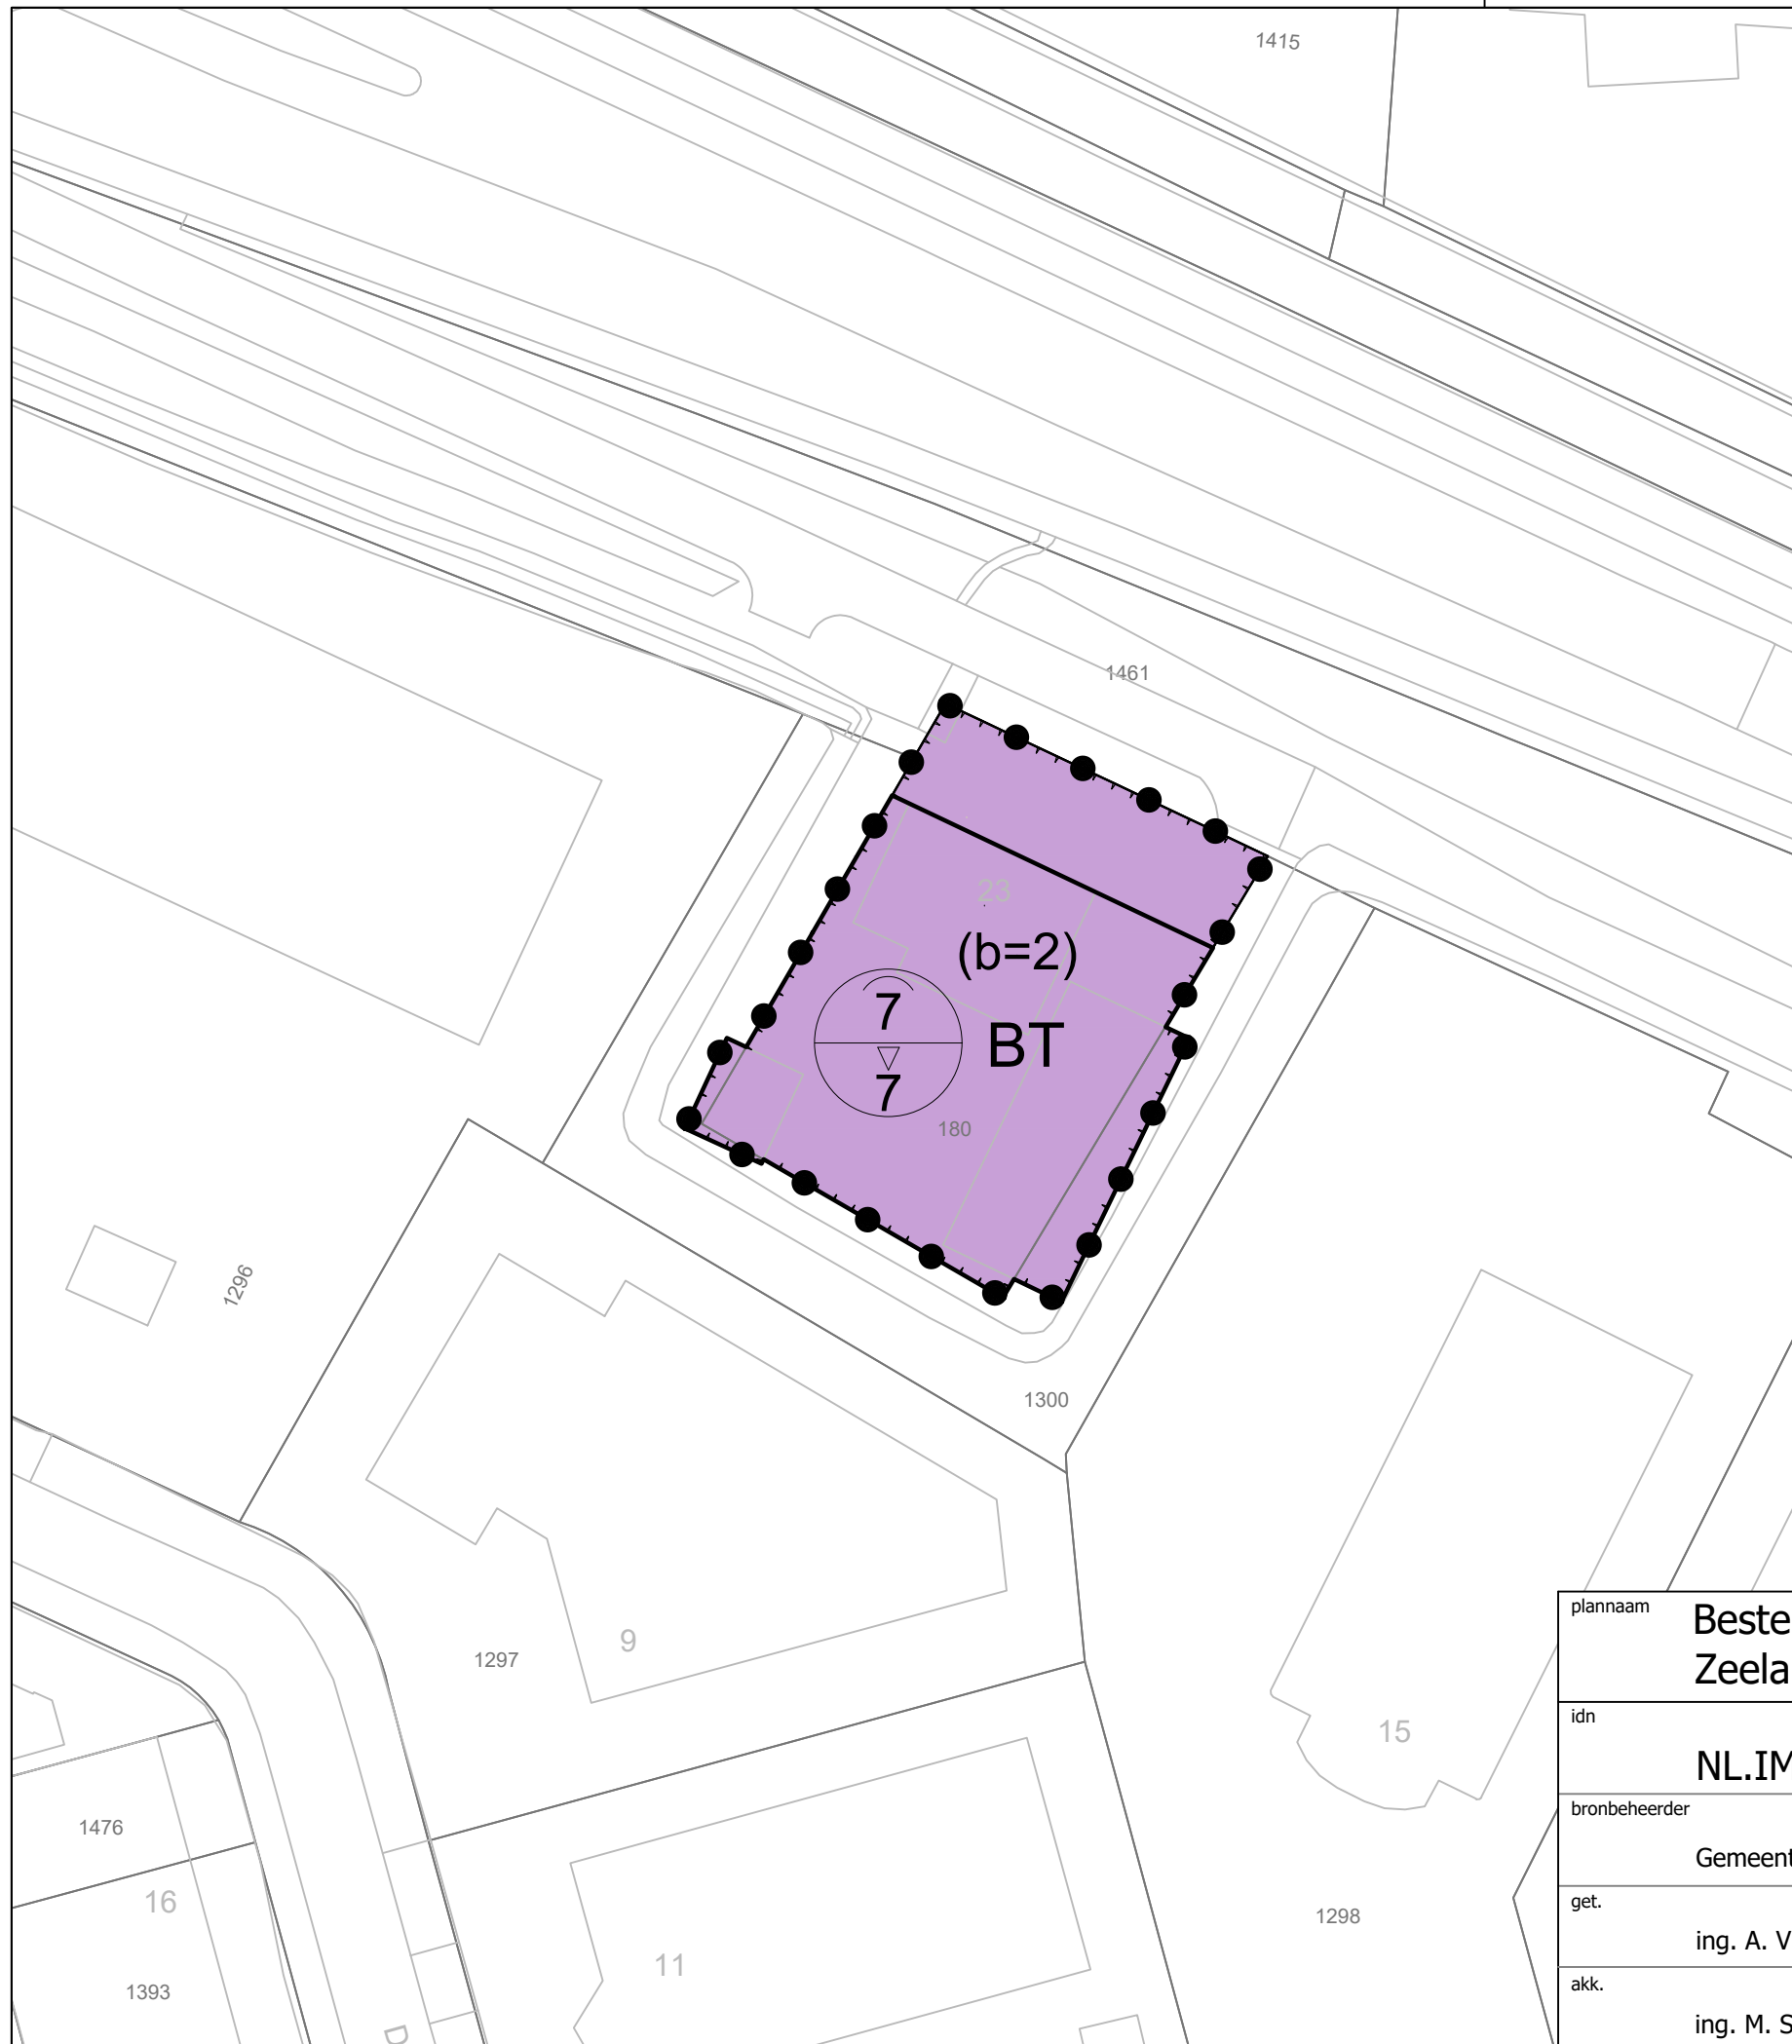 1415
1461
23
(b=2)
7
BT
7
180
1296
1300
9
1297
15
1476
16
1393
11
1298
D
plannaam
Beste
Zeela
idn
NL.IM
bronbeheerder
Gemeent
get.
ing. A. V
akk.
ing. M. S